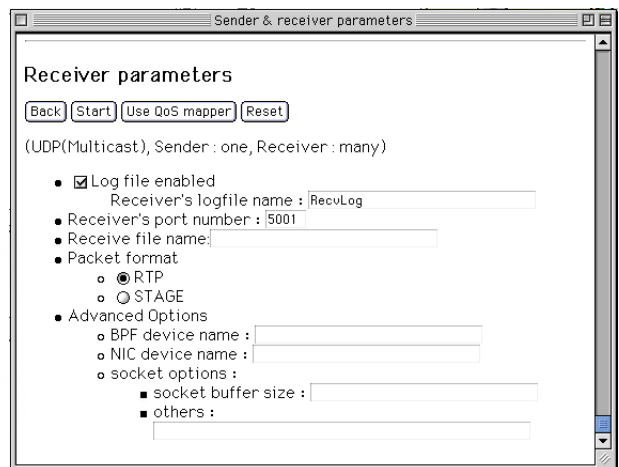 Sender & receiver parameters
Receiver parameters
Back Start Use QoS mapper Reset
(UDP(Multicast), Sender : one, Receiver : many)
Log file enabled
Receiver's logfile name : RecvLog
Receiver's port number : 5001
Receive file name:
Packet format
RTP
STAGE
Advanced Options
BPF device name :
NIC device name :
socket options :
socket buffer size :
others :